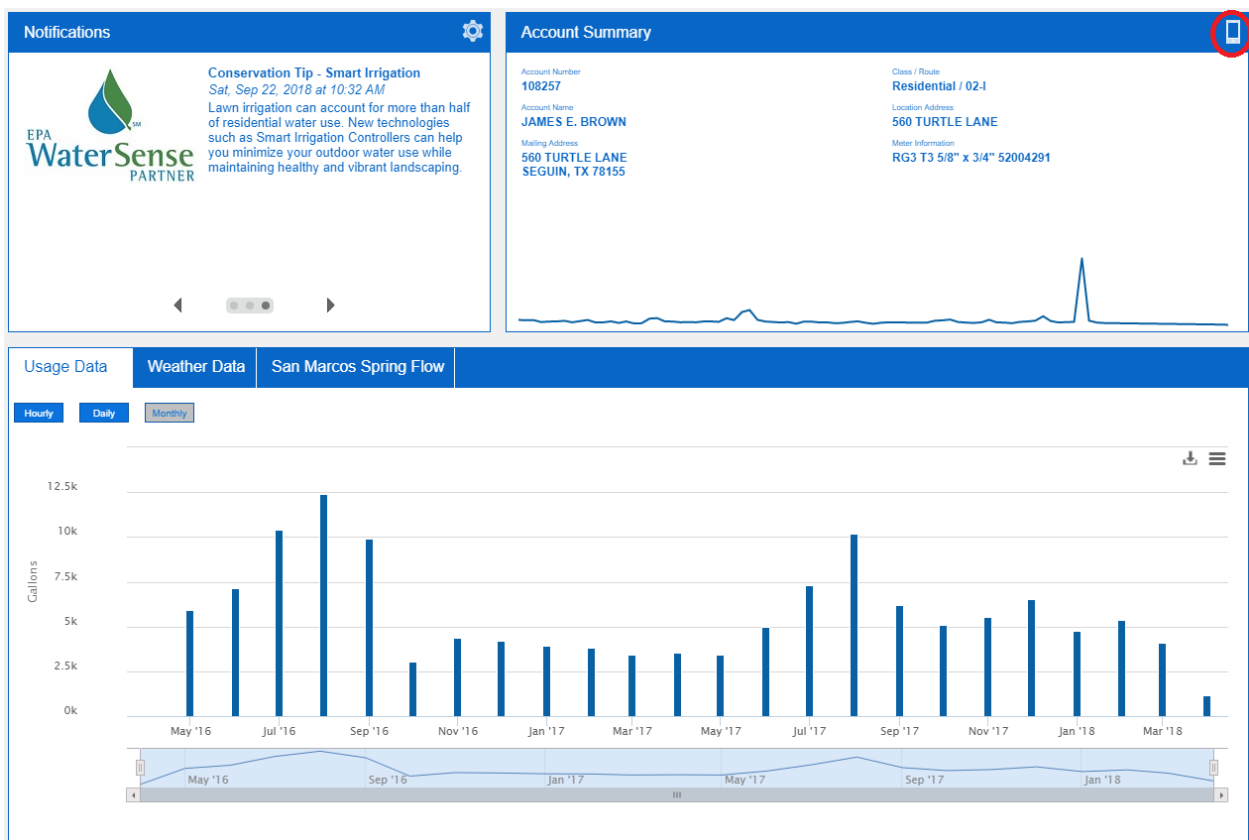 Notifications
Conservation Tip - Smart Irrigation
Sat, Sep 22, 2018 at 10:32 AM
Lawn irrigation can account for more than half
of residential water use. New technologies
such as Smart Irrigation Controllers can help
you minimize your outdoor water use while
maintaining healthy and vibrant landscaping.
EPA
WaterSense
PARTNER
SM
Account Summary
Account Number
108257
Account Name
JAMES E. BROWN
Mailing Address
560 TURTLE LANE
SEGUIN, TX 78155
Class / Route
Residential / 02-I
Location Address
560 TURTLE LANE
Meter Information
RG3 T3 5/8" x 3/4" 52004291
Usage Data
Weather Data
San Marcos Spring Flow
Hourly
Daily
Monthly
Gallons
12.5k
10k
7.5k
5k
2.5k
0k
May '16
Jul '16
Sep '16
Nov '16
Jan '17
Mar '17
May '17
Jul '17
Sep '17
Nov '17
Jan '18
Mar '18
May '16
Sep '16
Jan '17
May '17
Sep '17
Jan '18